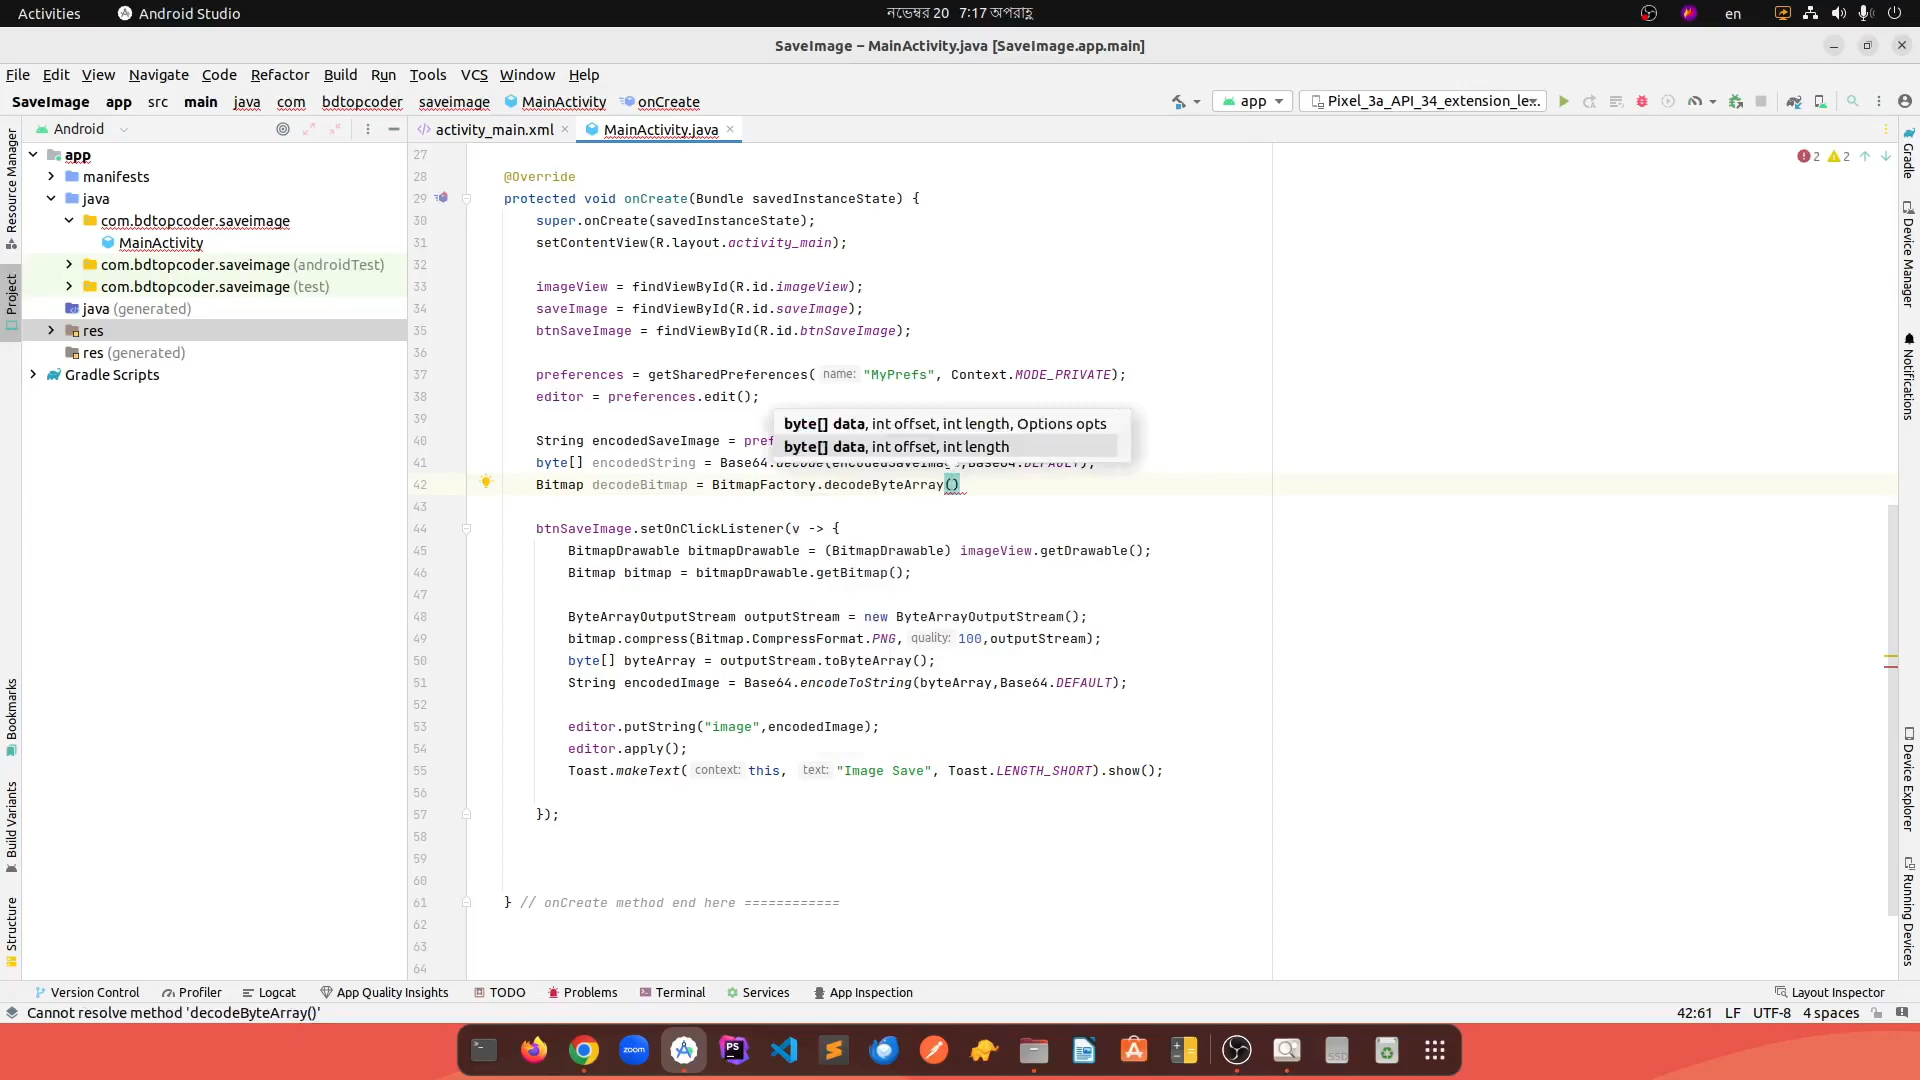 Activities Android Studio নভেম্বর 20 7:17 অপরাহ্ণ en
SaveImage – MainActivity.java [SaveImage.app.main]
File Edit View Navigate Code Refactor Build Run Tools VCS Window Help
SaveImage app src main java com bdtopcoder saveimage MainActivity onCreate app Pixel_3a_API_34_extension_le...
Android activity_main.xml MainActivity.java
2 2
app
manifests
java
com.bdtopcoder.saveimage
MainActivity
com.bdtopcoder.saveimage (androidTest)
com.bdtopcoder.saveimage (test)
java (generated)
res
res (generated)
Gradle Scripts
Resource Manager
Project
Bookmarks
Build Variants
Structure
27
28 @Override
29 protected void onCreate(Bundle savedInstanceState) {
30 super.onCreate(savedInstanceState);
31 setContentView(R.layout.activity_main);
32
33 imageView = findViewById(R.id.imageView);
34 saveImage = findViewById(R.id.saveImage);
35 btnSaveImage = findViewById(R.id.btnSaveImage);
36
37 preferences = getSharedPreferences( name: "MyPrefs", Context.MODE_PRIVATE);
38 editor = preferences.edit();
39
byte[] data, int offset, int length, Options opts
40 String encodedSaveImage = pref
byte[] data, int offset, int length
41 byte[] encodedString = Base64.decode(encodedSaveImage,Base64.DEFAULT);
42 Bitmap decodeBitmap = BitmapFactory.decodeByteArray()
43
44 btnSaveImage.setOnClickListener(v -> {
45 BitmapDrawable bitmapDrawable = (BitmapDrawable) imageView.getDrawable();
46 Bitmap bitmap = bitmapDrawable.getBitmap();
47
48 ByteArrayOutputStream outputStream = new ByteArrayOutputStream();
49 bitmap.compress(Bitmap.CompressFormat.PNG, quality: 100,outputStream);
50 byte[] byteArray = outputStream.toByteArray();
51 String encodedImage = Base64.encodeToString(byteArray,Base64.DEFAULT);
52
53 editor.putString("image",encodedImage);
54 editor.apply();
55 Toast.makeText( context: this, text: "Image Save", Toast.LENGTH_SHORT).show();
56
57 });
58
59
60
61 } // onCreate method end here ============
62
63
64
Gradle
Device Manager
Notifications
Device Explorer
Running Devices
Version Control Profiler Logcat App Quality Insights TODO Problems Terminal Services App Inspection Layout Inspector
Cannot resolve method 'decodeByteArray()' 42:61 LF UTF-8 4 spaces
zoom PS SSD